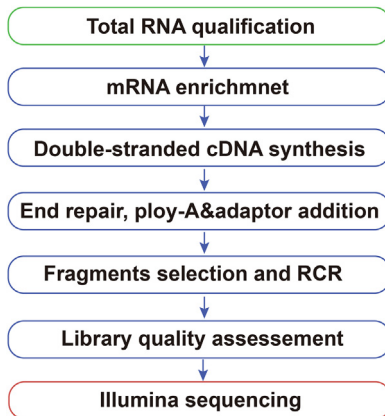 Total RNA qualification
mRNA enrichmnet
Double-stranded cDNA synthesis
End repair, ploy-A&adaptor addition
Fragments selection and RCR
Library quality assessement
Illumina sequencing